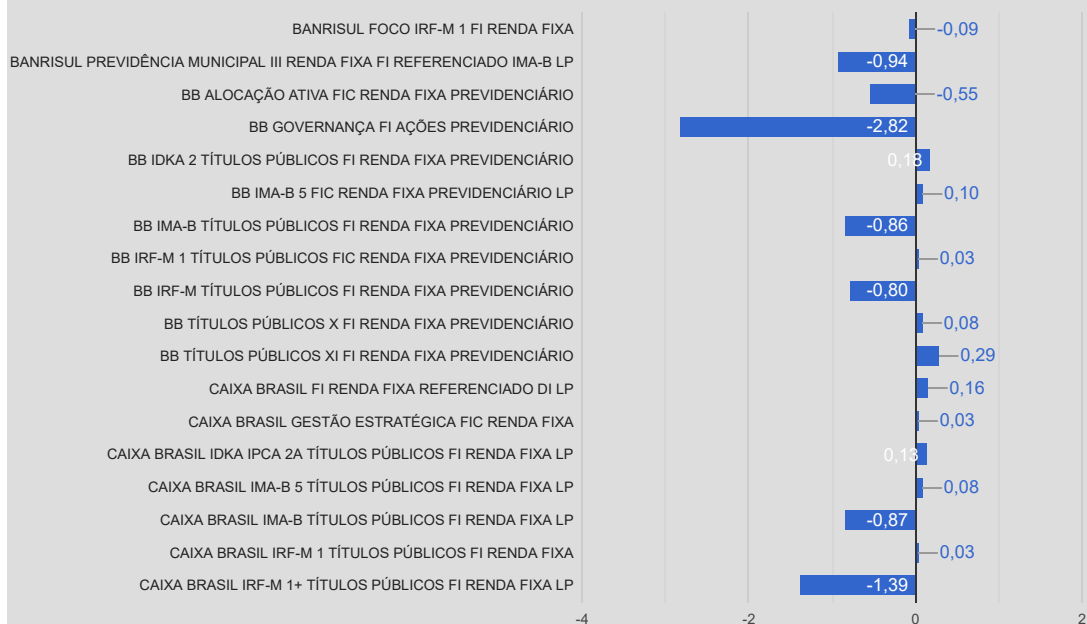 BANRISUL FOCO IRF-M 1 FI RENDA FIXA -0,09
BANRISUL PREVIDÊNCIA MUNICIPAL III RENDA FIXA FI REFERENCIADO IMA-B LP -0,94
BB ALOCAÇÃO ATIVA FIC RENDA FIXA PREVIDENCIÁRIO -0,55
BB GOVERNANÇA FI AÇÕES PREVIDENCIÁRIO -2,82
BB IDKA 2 TÍTULOS PÚBLICOS FI RENDA FIXA PREVIDENCIÁRIO 0,18
BB IMA-B 5 FIC RENDA FIXA PREVIDENCIÁRIO LP 0,10
BB IMA-B TÍTULOS PÚBLICOS FI RENDA FIXA PREVIDENCIÁRIO -0,86
BB IRF-M 1 TÍTULOS PÚBLICOS FIC RENDA FIXA PREVIDENCIÁRIO 0,03
BB IRF-M TÍTULOS PÚBLICOS FI RENDA FIXA PREVIDENCIÁRIO -0,80
BB TÍTULOS PÚBLICOS X FI RENDA FIXA PREVIDENCIÁRIO 0,08
BB TÍTULOS PÚBLICOS XI FI RENDA FIXA PREVIDENCIÁRIO 0,29
CAIXA BRASIL FI RENDA FIXA REFERENCIADO DI LP 0,16
CAIXA BRASIL GESTÃO ESTRATÉGICA FIC RENDA FIXA 0,03
CAIXA BRASIL IDKA IPCA 2A TÍTULOS PÚBLICOS FI RENDA FIXA LP 0,13
CAIXA BRASIL IMA-B 5 TÍTULOS PÚBLICOS FI RENDA FIXA LP 0,08
CAIXA BRASIL IMA-B TÍTULOS PÚBLICOS FI RENDA FIXA LP -0,87
CAIXA BRASIL IRF-M 1 TÍTULOS PÚBLICOS FI RENDA FIXA 0,03
CAIXA BRASIL IRF-M 1+ TÍTULOS PÚBLICOS FI RENDA FIXA LP -1,39
-4 -2 0 2